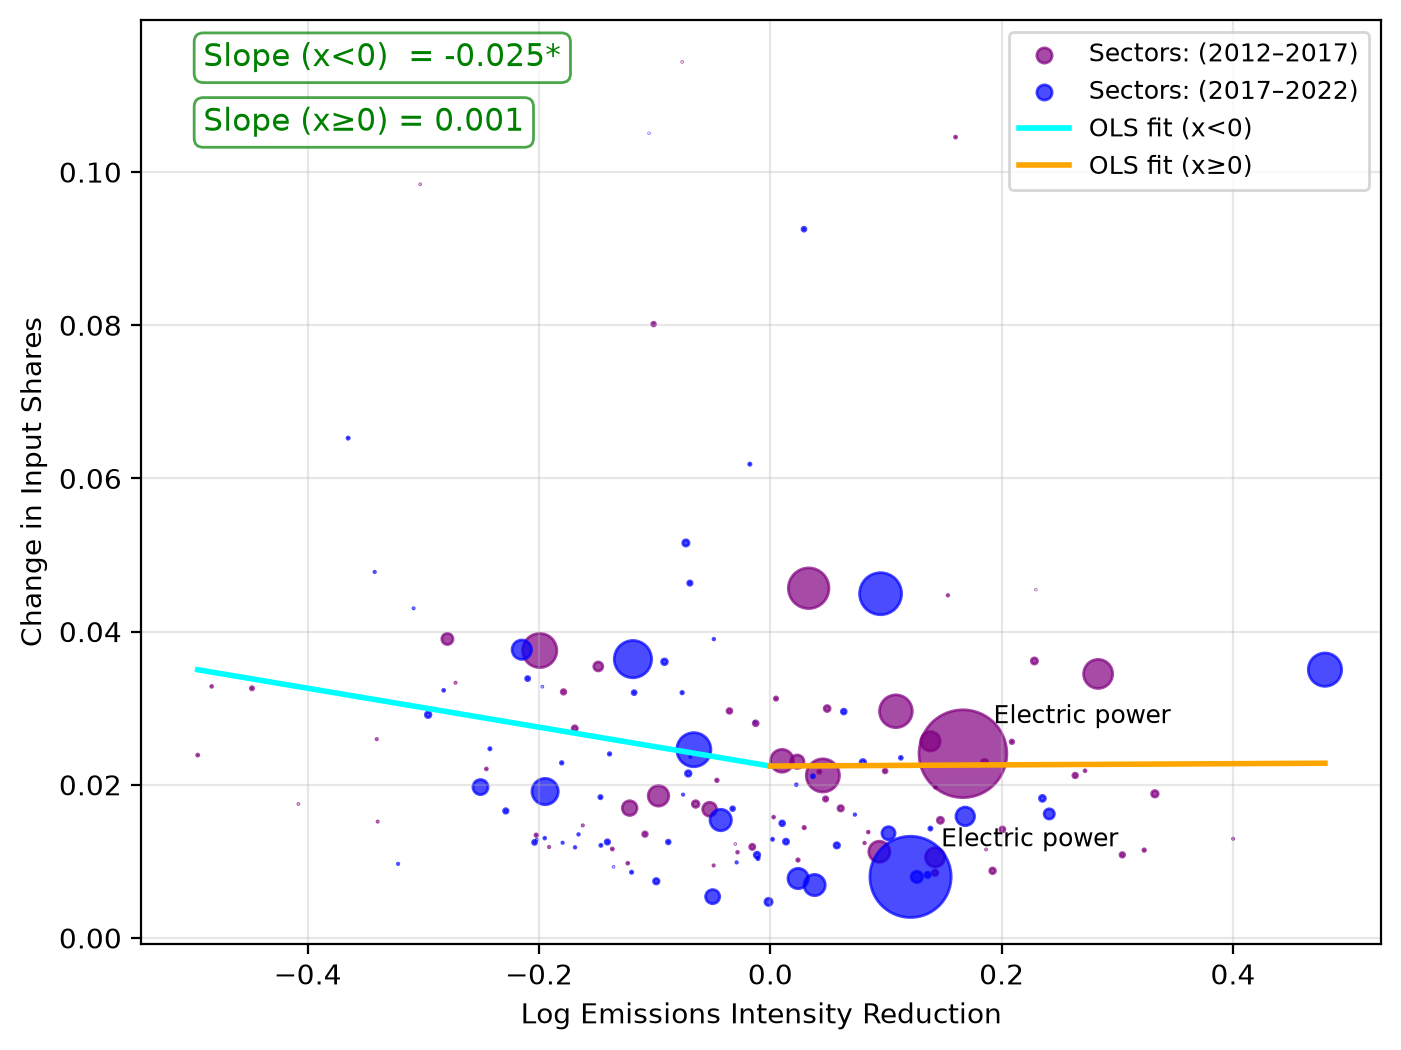 Slope (x<0)  = -0.025*
Slope (x≥0) = 0.001
Sectors: (2012–2017)
Sectors: (2017–2022)
OLS fit (x<0)
OLS fit (x≥0)
Change in Input Shares
0.10
0.08
0.06
0.04
0.02
0.00
Electric power
Electric power
−0.4
−0.2
0.0
0.2
0.4
Log Emissions Intensity Reduction